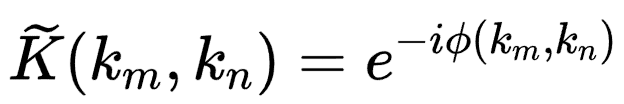 $\widetilde{K}(k_m, k_n) = e^{-i\phi(k_m, k_n)}$